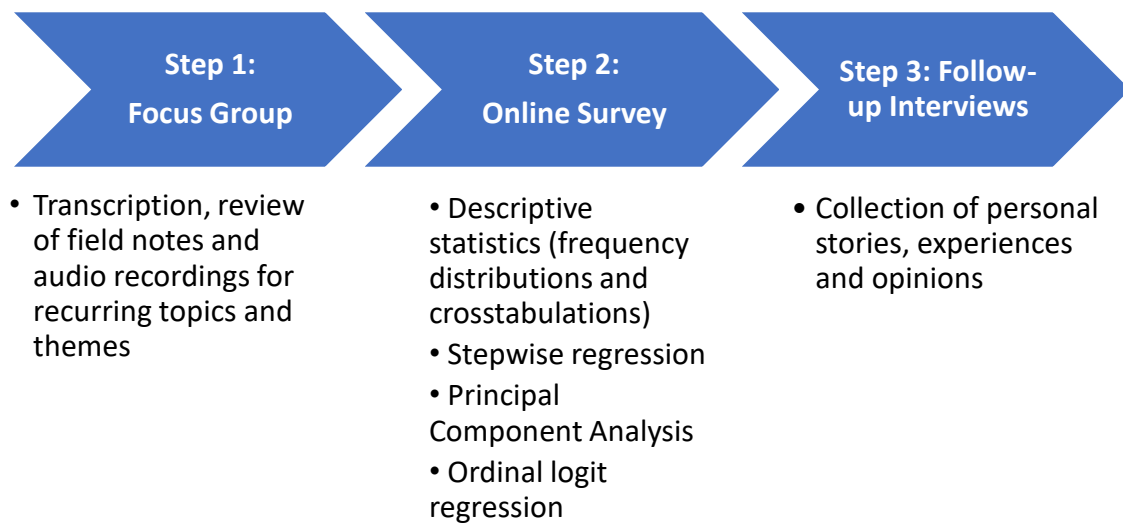 Step 1:
Focus Group
Step 2:
Online Survey
Step 3: Follow-
up Interviews
• Transcription, review
of field notes and
audio recordings for
recurring topics and
themes
• Descriptive
statistics (frequency
distributions and
crosstabulations)
• Stepwise regression
• Principal
Component Analysis
• Ordinal logit
regression
• Collection of personal
stories, experiences
and opinions